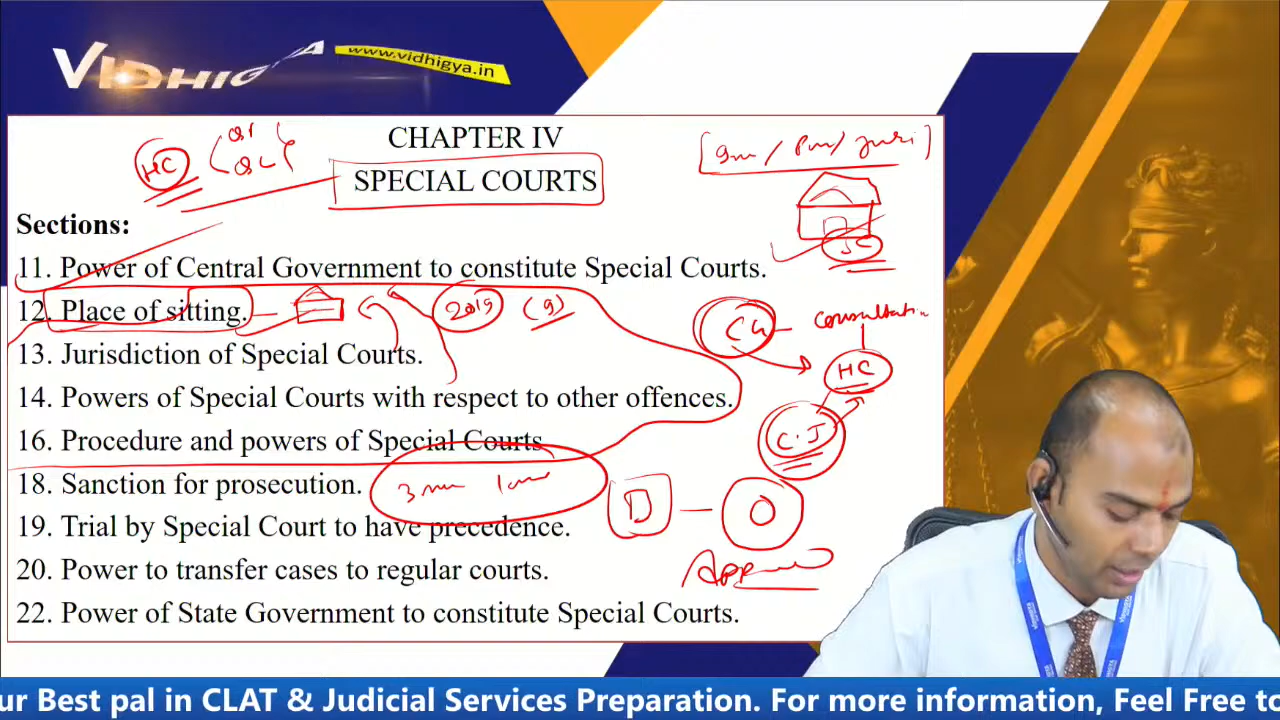 VIDHIGYA
www.vidhigya.in
CHAPTER IV
SPECIAL COURTS
HC
Sections:
11. Power of Central Government to constitute Special Courts.
12. Place of sitting.
2019 (9)
13. Jurisdiction of Special Courts.
14. Powers of Special Courts with respect to other offences.
16. Procedure and powers of Special Courts.
18. Sanction for prosecution.
19. Trial by Special Court to have precedence.
20. Power to transfer cases to regular courts.
22. Power of State Government to constitute Special Courts.
HC
C.J
D – O
ur Best pal in CLAT & Judicial Services Preparation. For more information, Feel Free to